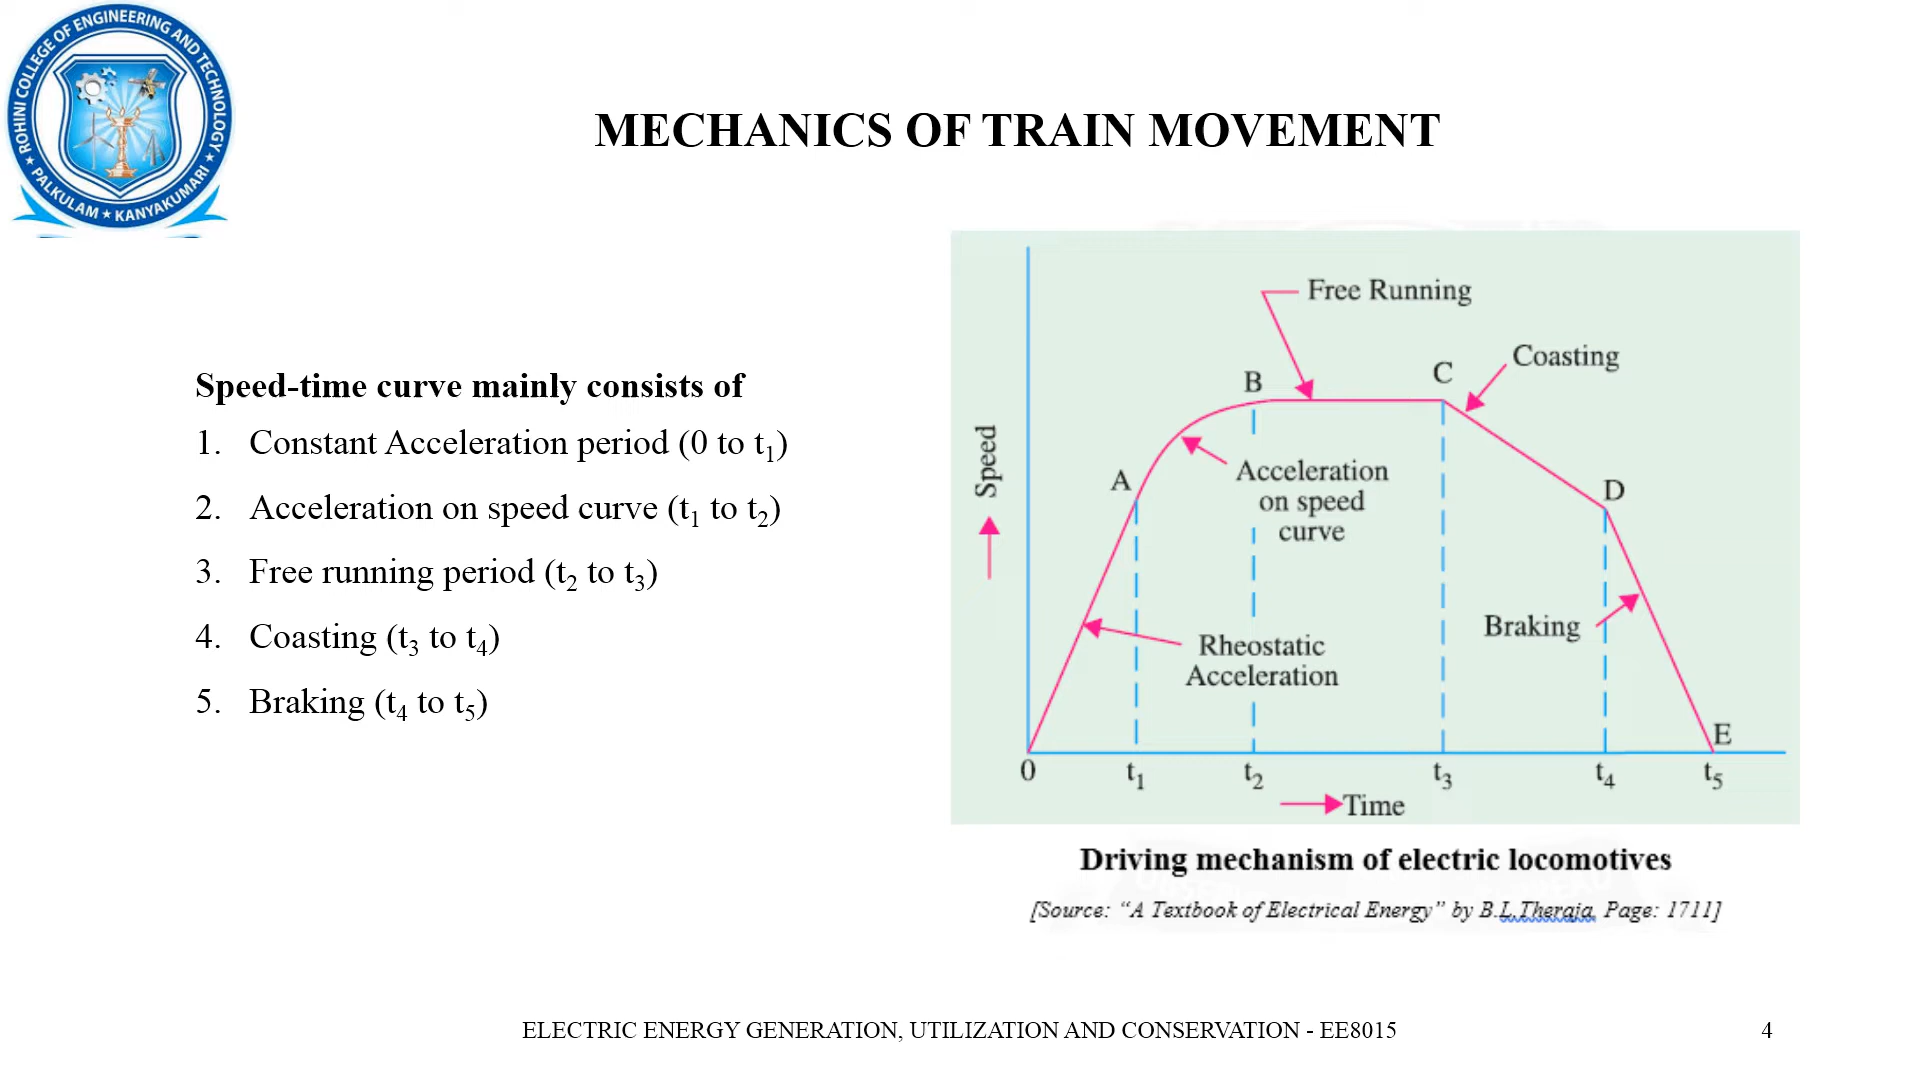 ROHINI COLLEGE OF ENGINEERING AND TECHNOLOGY
★ PALKULAM ★ KANYAKUMARI ★
MECHANICS OF TRAIN MOVEMENT
Speed-time curve mainly consists of
1. Constant Acceleration period (0 to t₁)
2. Acceleration on speed curve (t₁ to t₂)
3. Free running period (t₂ to t₃)
4. Coasting (t₃ to t₄)
5. Braking (t₄ to t₅)
Free Running
Coasting
B
C
Speed
A
Acceleration
on speed
curve
D
Braking
Rheostatic
Acceleration
E
0 t₁ t₂ t₃ t₄ t₅
Time
Driving mechanism of electric locomotives
[Source: “A Textbook of Electrical Energy” by B.L.Theraja, Page: 1711]
ELECTRIC ENERGY GENERATION, UTILIZATION AND CONSERVATION - EE8015
4